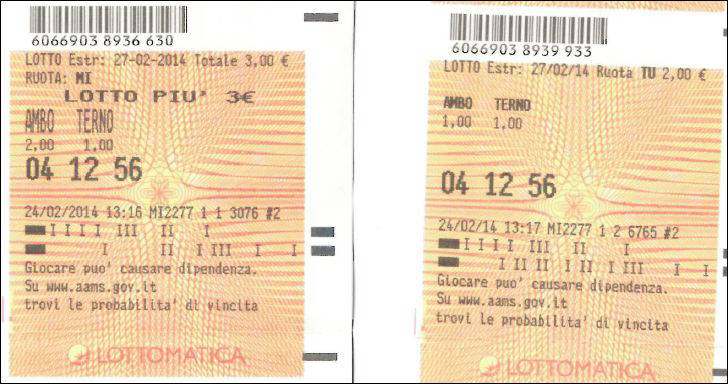 6066903 8936 630
LOTTO Estr: 27-02-2014 Totale 3,00 €
RUOTA: MI
LOTTO PIU' 3€
AMBO TERNO
2,00 1,00
04 12 56
24/02/2014 13:16 MI2277 1 1 3076 #2
Giocare puo' causare dipendenza.
Su www.aams.gov.it
trovi le probabilita' di vincita
LOTTOMATICA
6066903 8939 933
LOTTO Estr: 27/02/14 Ruota TU 2,00 €
AMBO TERNO
1,00 1,00
04 12 56
24/02/14 13:17 MI2277 1 2 6765 #2
Giocare puo' causare dipendenza.
Su www.aams.gov.it
trovi le probabilita' di vincita
LOTTOMATICA